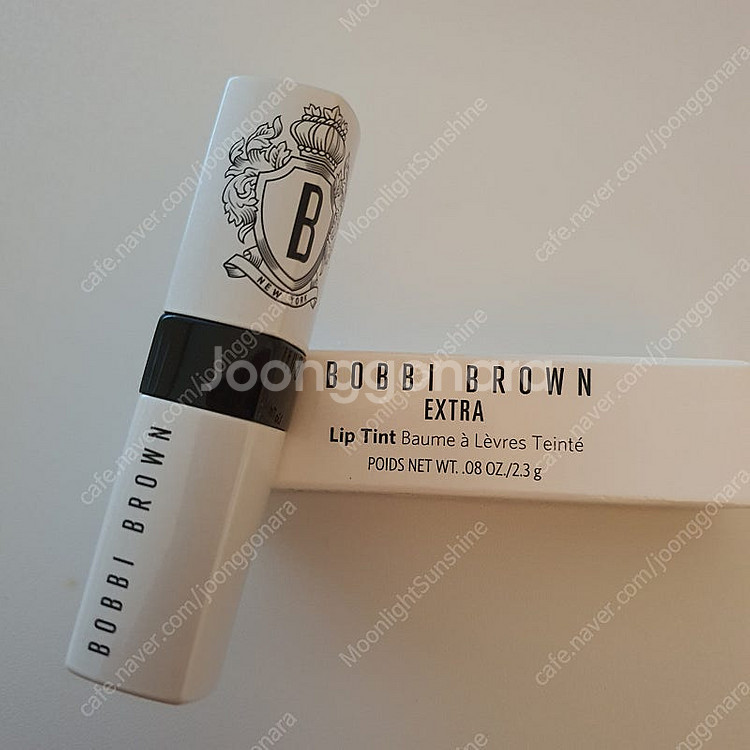 B
NEW YORK
BOBBI BROWN
BOBBI BROWN
EXTRA
Lip Tint Baume à Lèvres Teinté
POIDS NET WT. .08 OZ./2.3 g
Joonggonara
MoonlightSunshine
cafe.naver.com/joonggonara